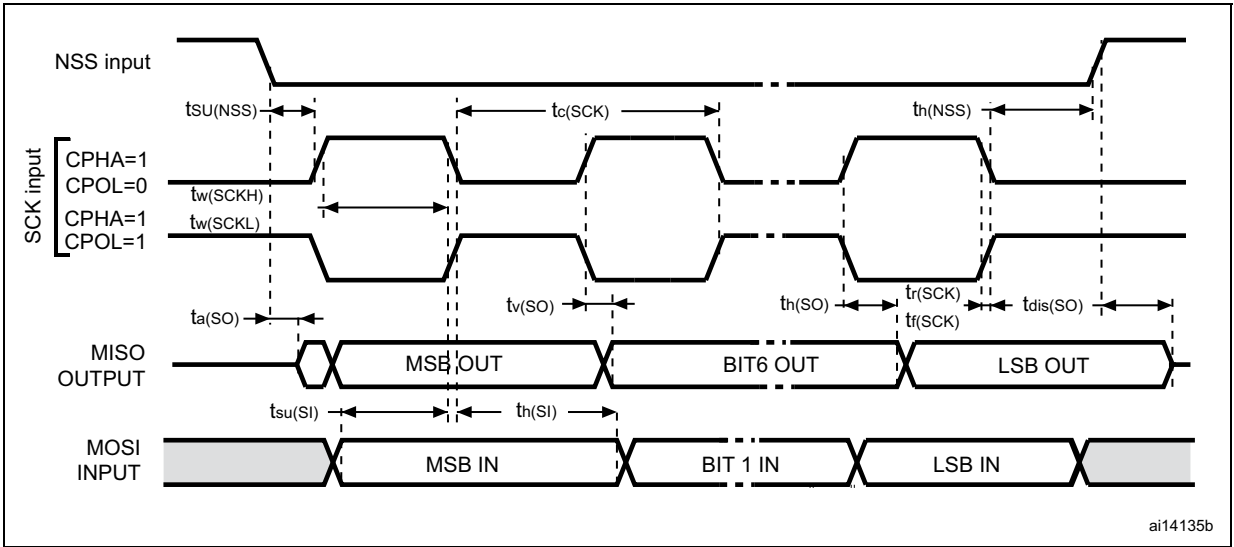 NSS input
tSU(NSS)
tc(SCK)
th(NSS)
SCK input
CPHA=1
CPOL=0
tw(SCKH)
CPHA=1
tw(SCKL)
CPOL=1
ta(SO)
tv(SO)
th(SO)
tr(SCK)
tf(SCK)
tdis(SO)
MISO
OUTPUT
MSB OUT
BIT6 OUT
LSB OUT
tsu(SI)
th(SI)
MOSI
INPUT
MSB IN
BIT 1 IN
LSB IN
ai14135b